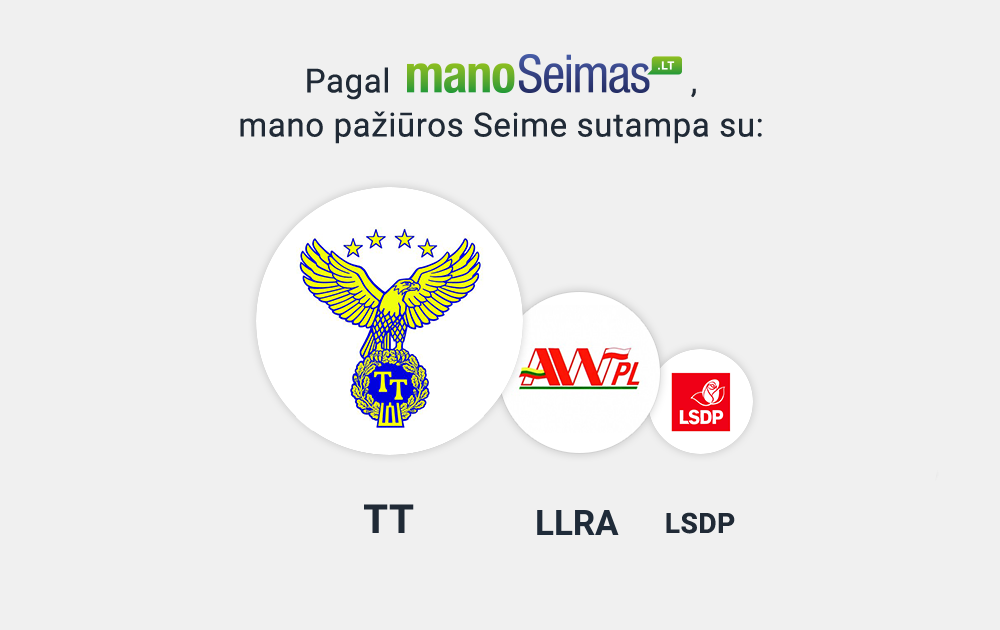 Pagal manoSeimas.LT ,
mano pažiūros Seime sutampa su:
TT
AWPL
LSDP
TT
LLRA
LSDP